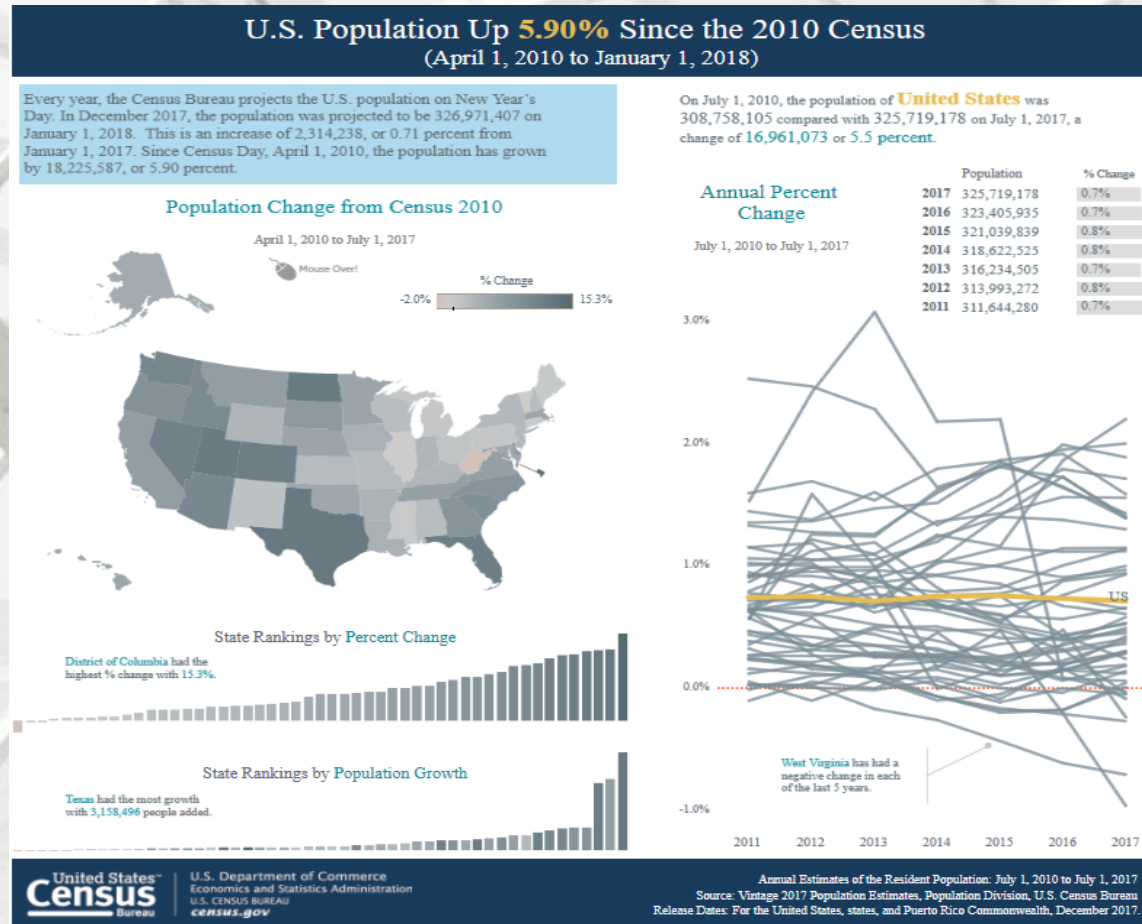 U.S. Population Up 5.90% Since the 2010 Census
(April 1, 2010 to January 1, 2018)
Every year, the Census Bureau projects the U.S. population on New Year's
Day. In December 2017, the population was projected to be 326,971,407 on
January 1, 2018. This is an increase of 2,314,238, or 0.71 percent from
January 1, 2017. Since Census Day, April 1, 2010, the population has grown
by 18,225,587, or 5.90 percent.
Population Change from Census 2010
April 1, 2010 to July 1, 2017
Mouse Over!
% Change
-2.0% 15.3%
State Rankings by Percent Change
District of Columbia had the
highest % change with 15.3%.
State Rankings by Population Growth
Texas had the most growth
with 3,158,496 people added.
On July 1, 2010, the population of United States was
308,758,105 compared with 325,719,178 on July 1, 2017, a
change of 16,961,073 or 5.5 percent.
Annual Percent
Change
July 1, 2010 to July 1, 2017
Population % Change
2017 325,719,178 0.7%
2016 323,405,935 0.7%
2015 321,039,839 0.8%
2014 318,622,525 0.8%
2013 316,234,505 0.7%
2012 313,993,272 0.8%
2011 311,644,280 0.7%
3.0%
2.0%
1.0%
US
0.0%
West Virginia has had a
negative change in each
of the last 5 years.
-1.0%
2011 2012 2013 2014 2015 2016 2017
United States™
Census
Bureau
U.S. Department of Commerce
Economics and Statistics Administration
U.S. CENSUS BUREAU
census.gov
Annual Estimates of the Resident Population: July 1, 2010 to July 1, 2017
Source: Vintage 2017 Population Estimates, Population Division, U.S. Census Bureau
Release Dates: For the United States, states, and Puerto Rico Commonwealth, December 2017